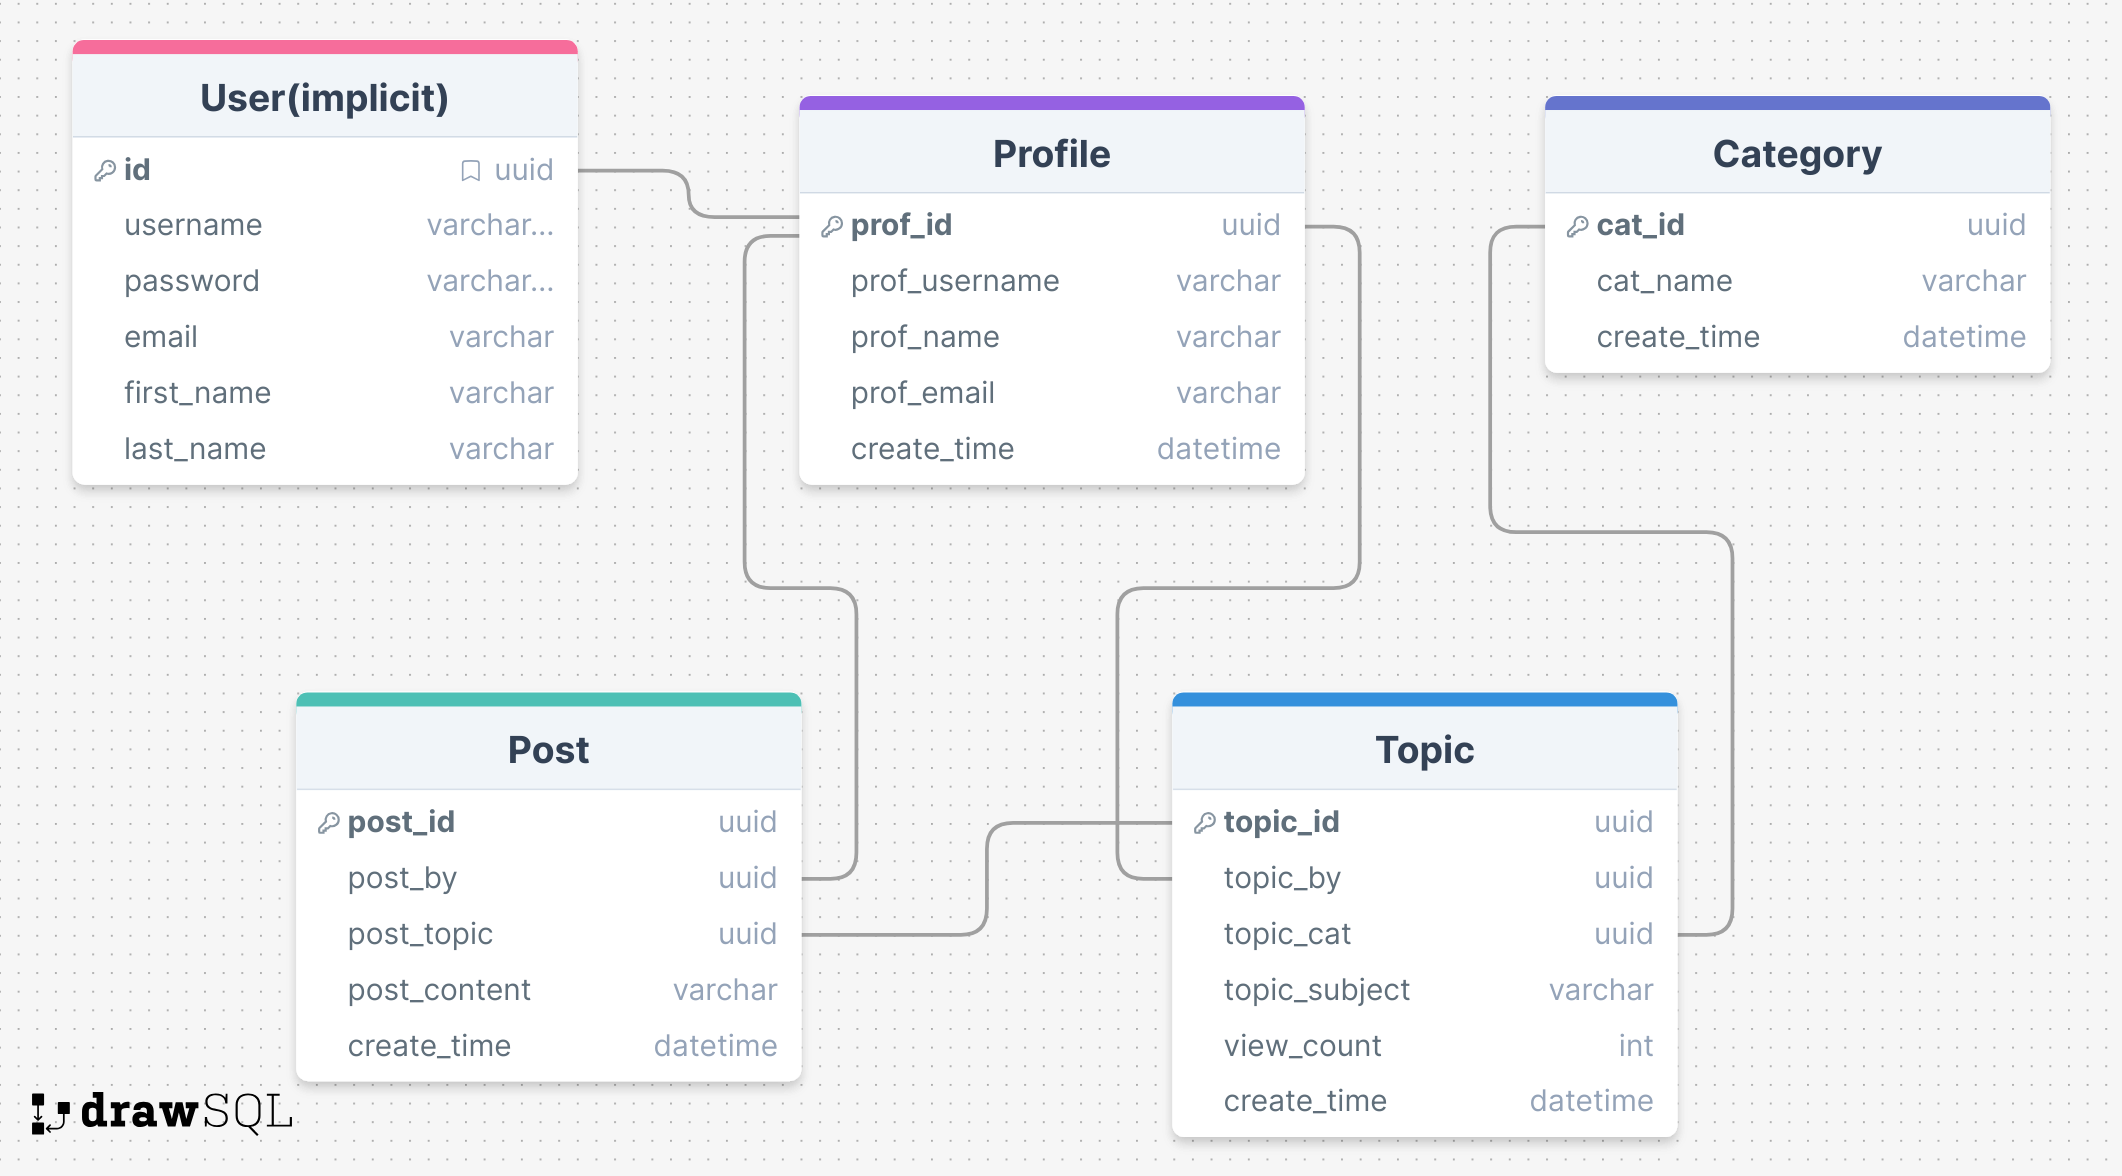 User(implicit)
id uuid
username varchar...
password varchar...
email varchar
first_name varchar
last_name varchar
Profile
prof_id uuid
prof_username varchar
prof_name varchar
prof_email varchar
create_time datetime
Category
cat_id uuid
cat_name varchar
create_time datetime
Post
post_id uuid
post_by uuid
post_topic uuid
post_content varchar
create_time datetime
Topic
topic_id uuid
topic_by uuid
topic_cat uuid
topic_subject varchar
view_count int
create_time datetime
drawSQL